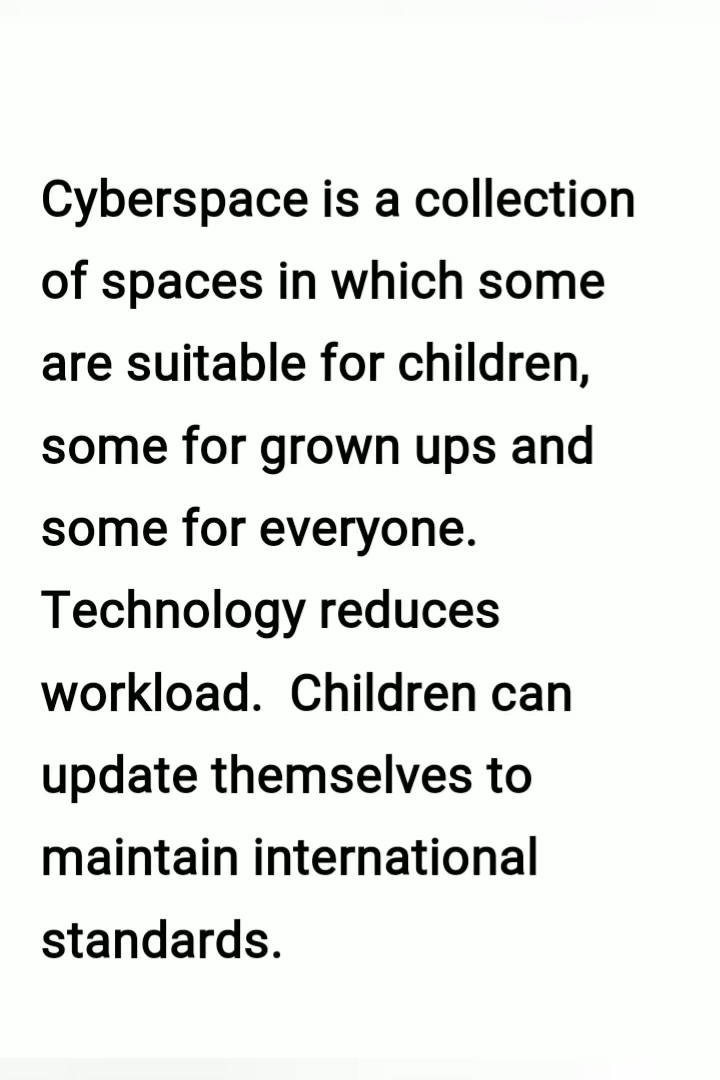 Cyberspace is a collection
of spaces in which some
are suitable for children,
some for grown ups and
some for everyone.
Technology reduces
workload.  Children can
update themselves to
maintain international
standards.